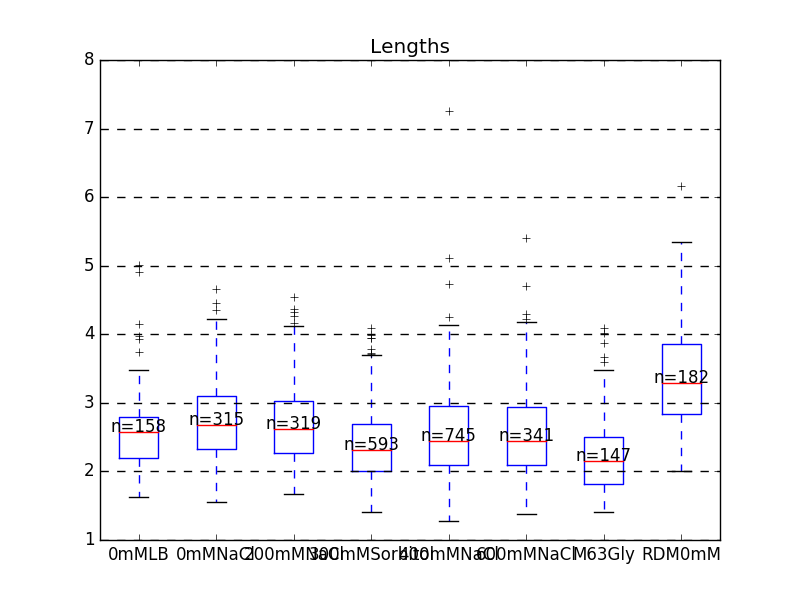 Lengths
8
7
6
5
4
3
2
1
n=158
n=315
n=319
n=593
n=745
n=341
n=147
n=182
0mMLB 0mMNaCl 200mMNaCl 300mMSorbitol 400mMNaCl 600mMNaCl M63Gly RDM0mM